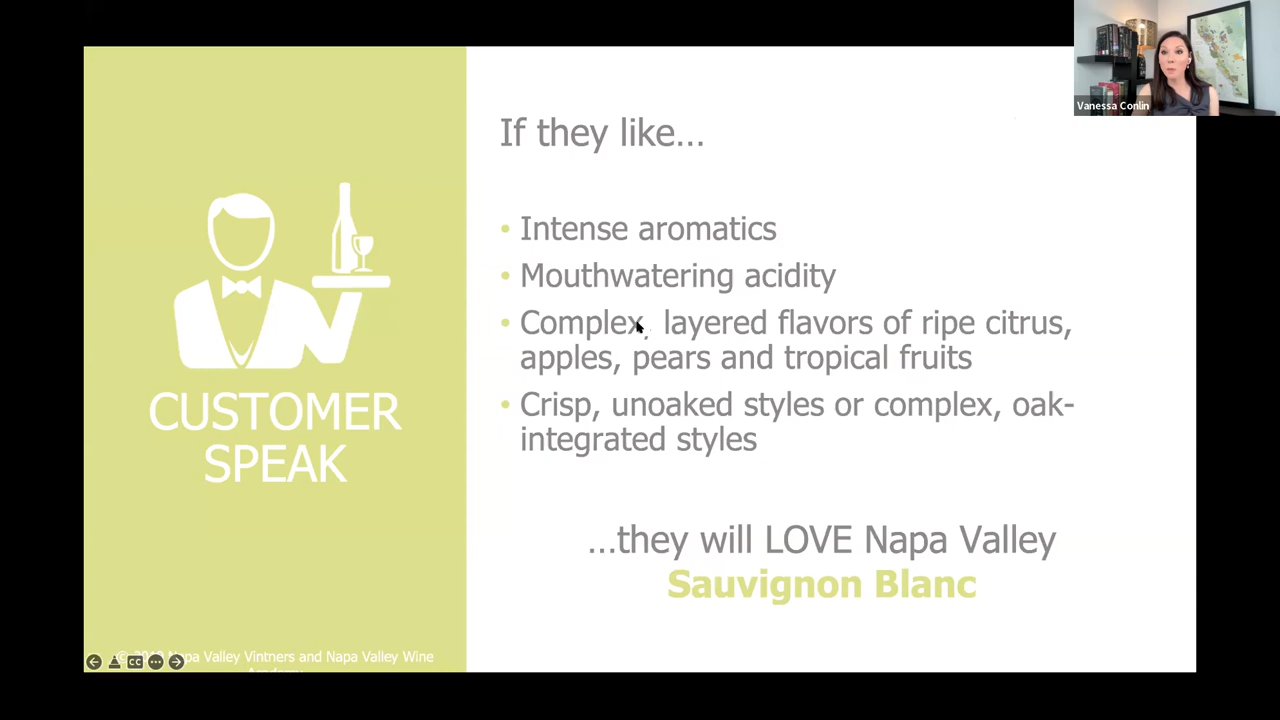 Vanessa Conlin
If they like...
• Intense aromatics
• Mouthwatering acidity
• Complex, layered flavors of ripe citrus,
apples, pears and tropical fruits
• Crisp, unoaked styles or complex, oak-
integrated styles
CUSTOMER
SPEAK
...they will LOVE Napa Valley
Sauvignon Blanc
© Napa Valley Vintners and Napa Valley Wine
CC